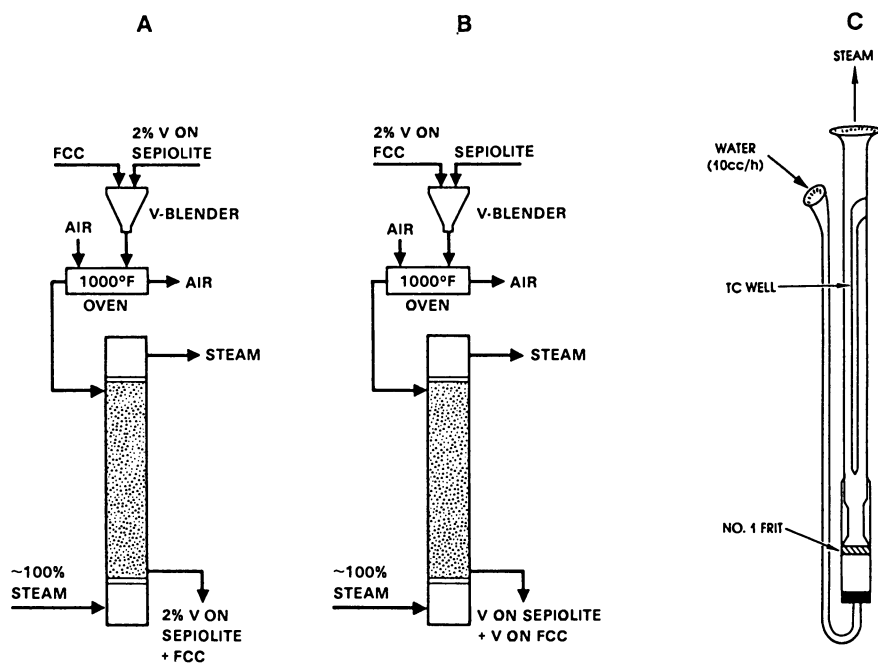 A
FCC
2% V ON
SEPIOLITE
V-BLENDER
AIR
1000°F
AIR
OVEN
STEAM
~100%
STEAM
2% V ON
SEPIOLITE
+ FCC
B
2% V ON
FCC
SEPIOLITE
V-BLENDER
AIR
1000°F
AIR
OVEN
STEAM
~100%
STEAM
V ON SEPIOLITE
+ V ON FCC
C
STEAM
WATER
(10cc/h)
TC WELL
NO. 1 FRIT